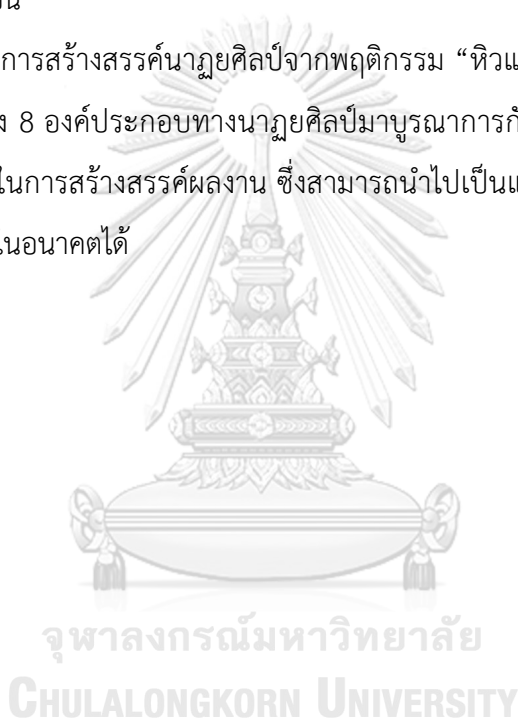 การสร้างสรรค์นาฏยศิลป์จากพฤติกรรม “หิวแ
ง 8 องค์ประกอบทางนาฏยศิลป์มาบูรณาการกั
ในการสร้างสรรค์ผลงาน ซึ่งสามารถนำไปเป็นแ
นอนาคตได้
จุฬาลงกรณ์มหาวิทยาลัย
CHULALONGKORN UNIVERSITY